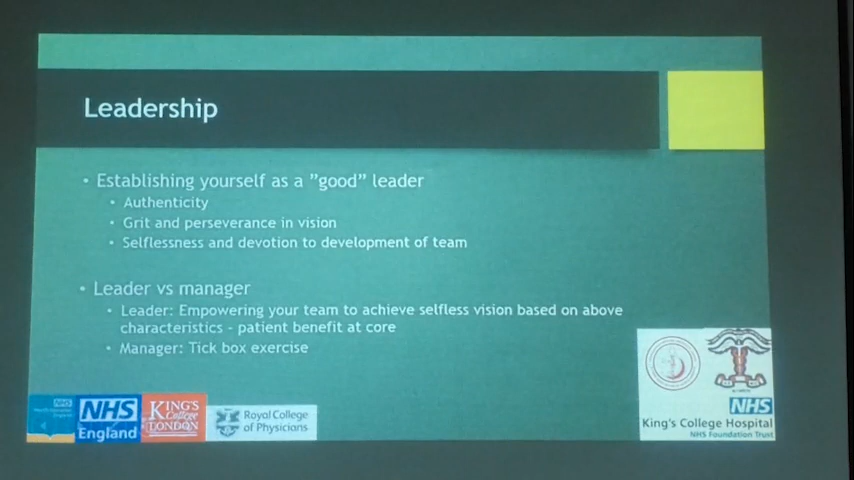 Leadership
• Establishing yourself as a ”good” leader
• Authenticity
• Grit and perseverance in vision
• Selflessness and devotion to development of team
• Leader vs manager
• Leader: Empowering your team to achieve selfless vision based on above
characteristics - patient benefit at core
• Manager: Tick box exercise
NHS
NHS
England
KING'S
College
LONDON
Royal College
of Physicians
NHS
King's College Hospital
NHS Foundation Trust